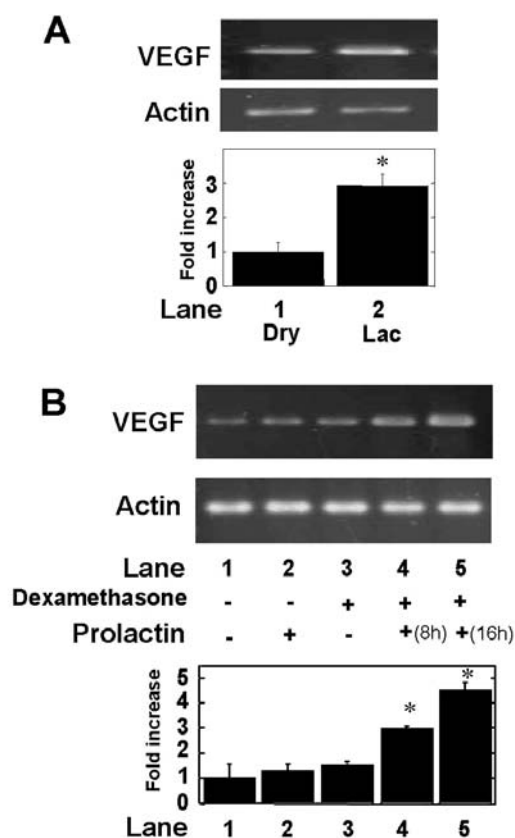 A
VEGF
Actin
Fold increase
3
2
1
0
*
Lane 1 2
Dry Lac
B
VEGF
Actin
Lane 1 2 3 4 5
Dexamethasone - - + + +
Prolactin - + - +(8h) +(16h)
Fold increase
5
4
3
2
1
0
* *
Lane 1 2 3 4 5